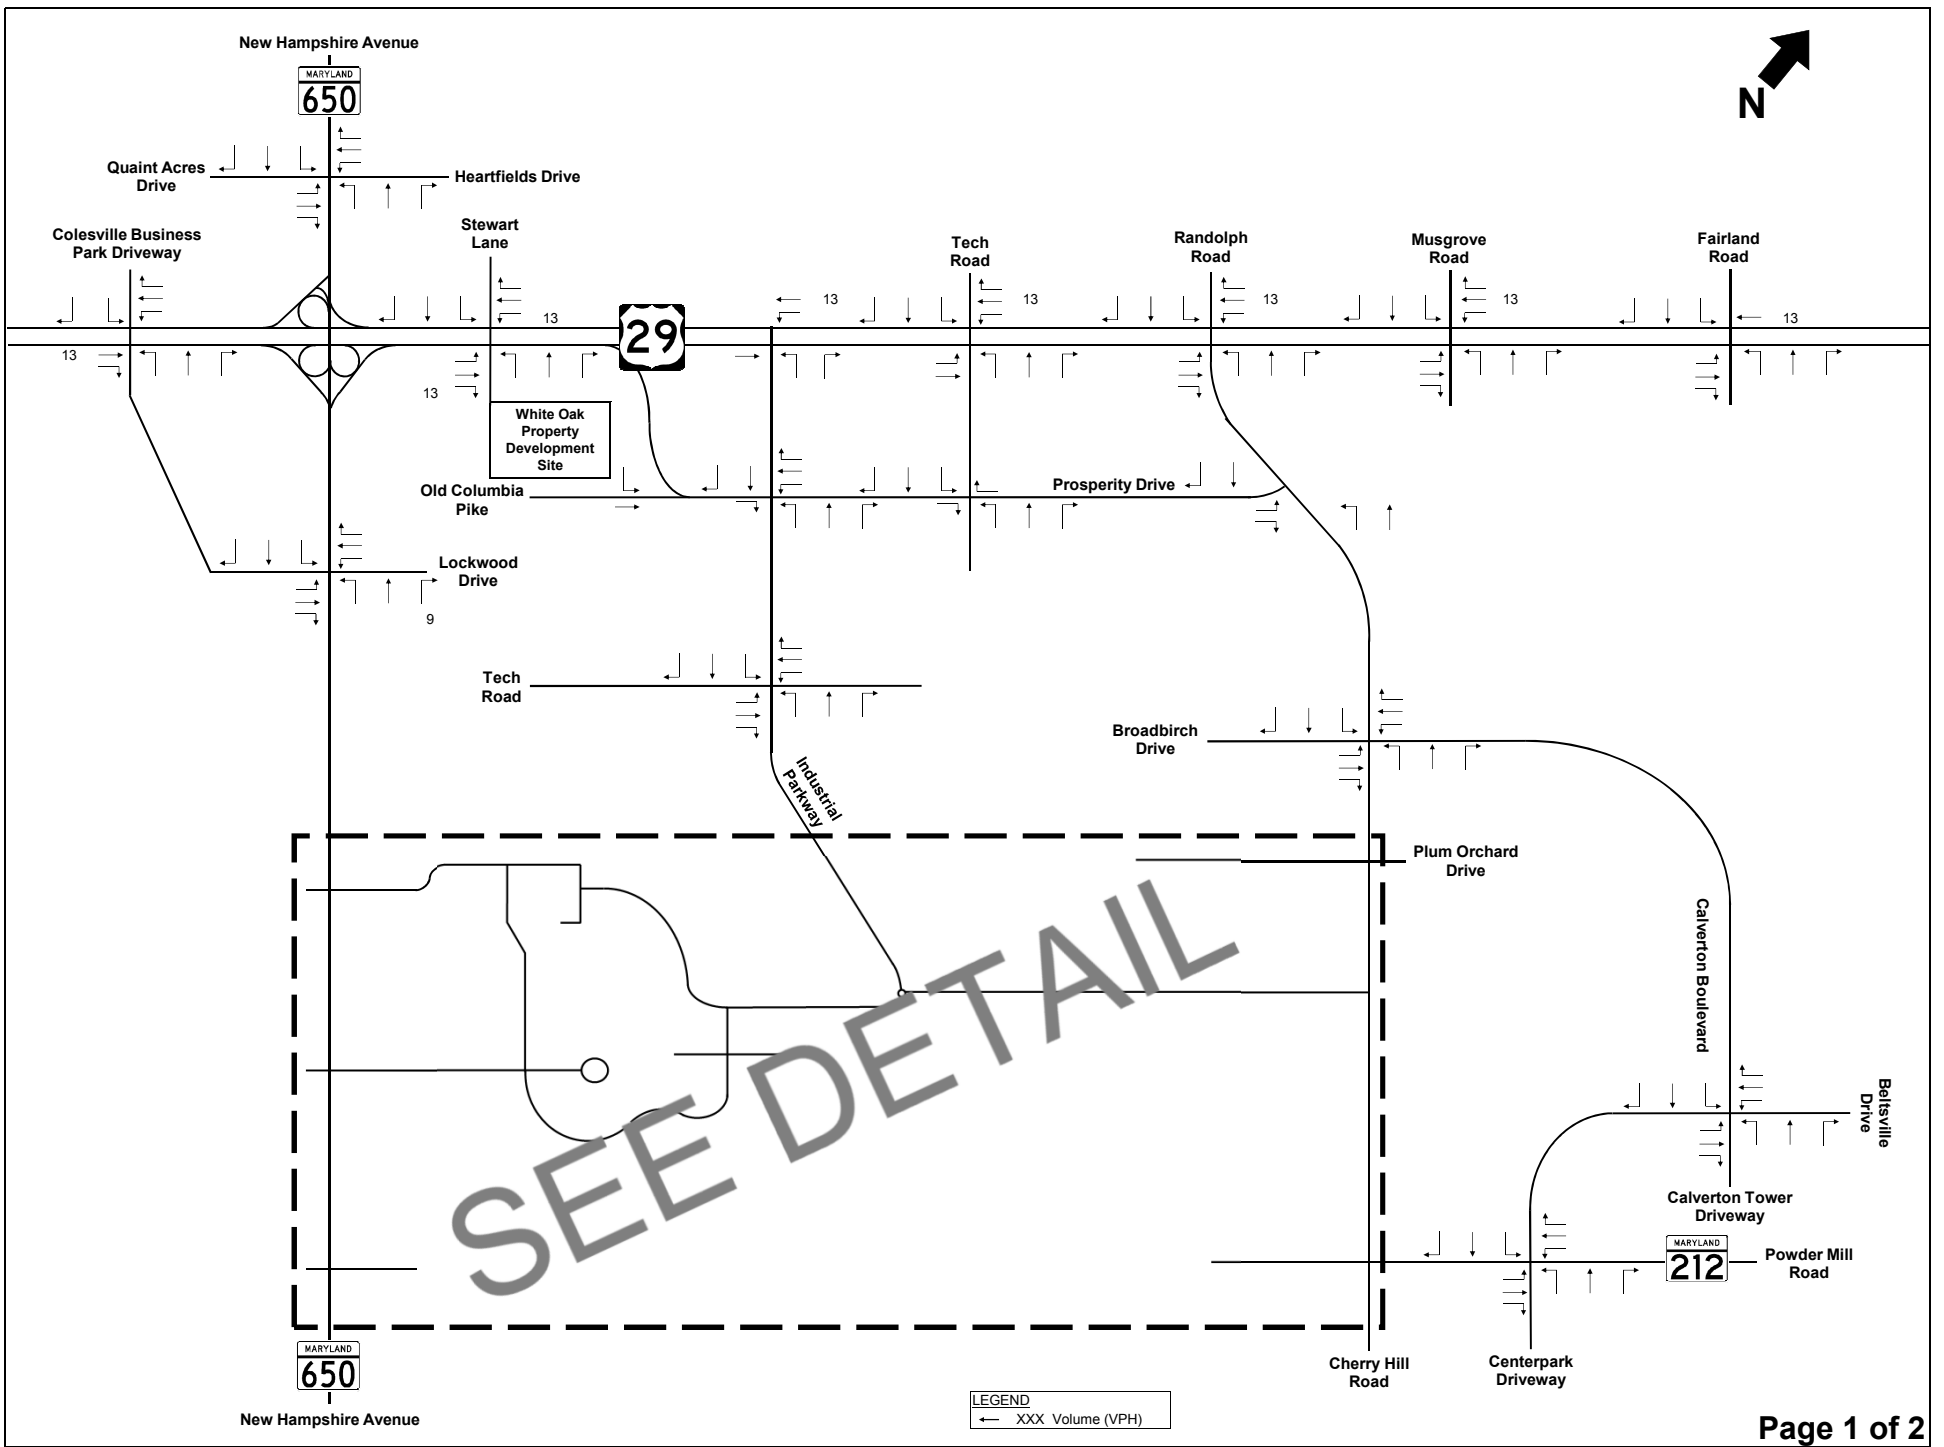 New Hampshire Avenue
MARYLAND
650
N
Quaint Acres
Drive
Heartfields Drive
Colesville Business
Park Driveway
Stewart
Lane
Tech
Road
Randolph
Road
Musgrove
Road
Fairland
Road
13
13
13
13
13
13
29
13
13
White Oak
Property
Development
Site
Old Columbia
Pike
Prosperity Drive
Lockwood
Drive
9
Tech
Road
Broadbirch
Drive
Industrial
Parkway
Plum Orchard
Drive
Calverton Boulevard
SEE DETAIL
Beltsville
Drive
Calverton Tower
Driveway
MARYLAND
212
Powder Mill
Road
MARYLAND
650
New Hampshire Avenue
Cherry Hill
Road
Centerpark
Driveway
LEGEND
XXX Volume (VPH)
Page 1 of 2